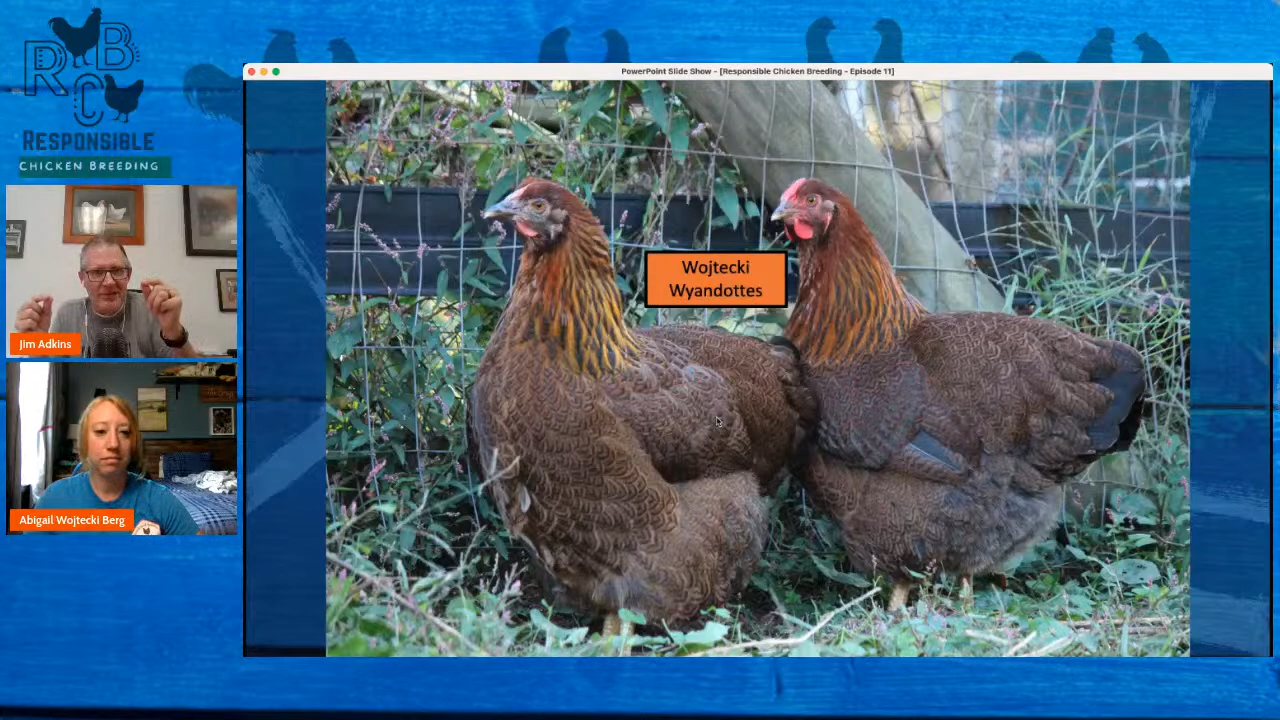 RBC
RESPONSIBLE
CHICKEN BREEDING
PowerPoint Slide Show - [Responsible Chicken Breeding - Episode 11]
Wojtecki
Wyandottes
Jim Adkins
Abigail Wojtecki Berg